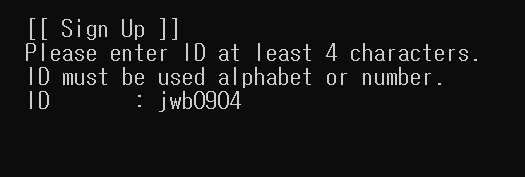 [[ Sign Up ]]
Please enter ID at least 4 characters.
ID must be used alphabet or number.
ID       : jwb0904